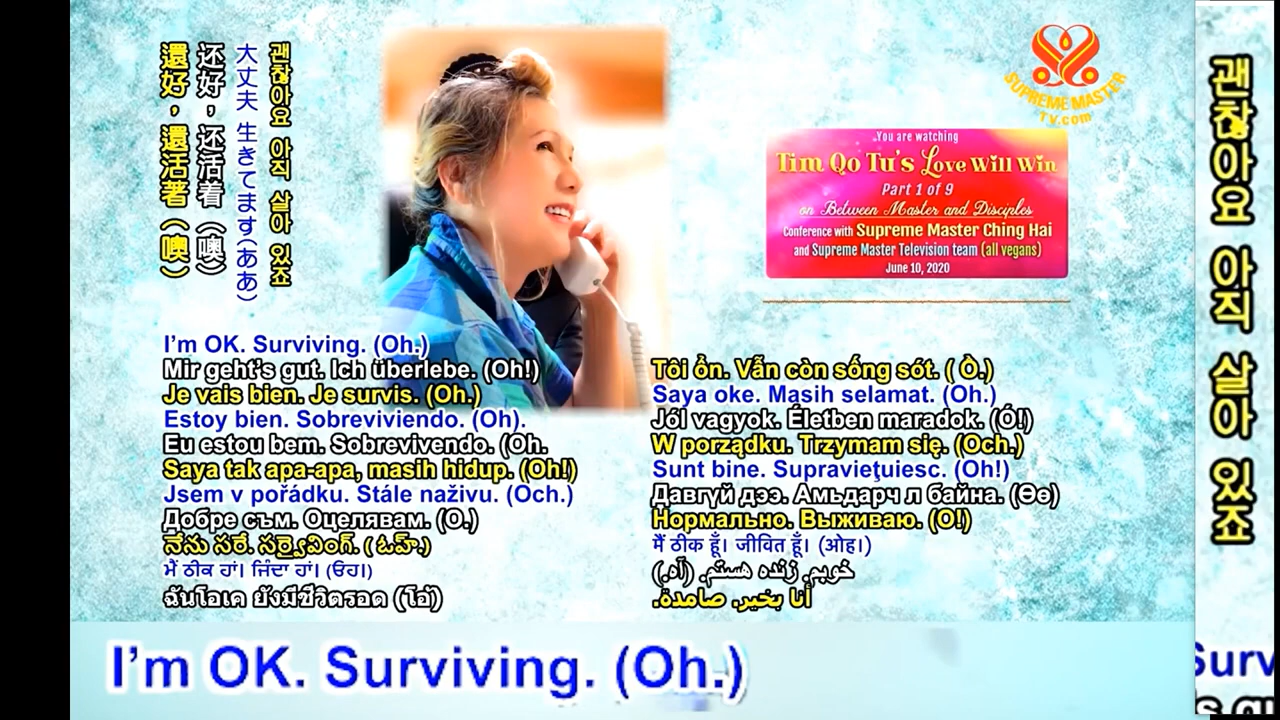 還好，還活著（噢）
还好，还活着（噢）
大丈夫 生きてます(ああ)
괜찮아요 아직 살아 있죠
SUPREME MASTER
TV.com
You are watching
Tim Qo Tu's Love Will Win
Part 1 of 9
on Between Master and Disciples
Conference with Supreme Master Ching Hai
and Supreme Master Television team (all vegans)
June 10, 2020
I'm OK. Surviving. (Oh.)
Mir geht's gut. Ich überlebe. (Oh!)
Je vais bien. Je survis. (Oh.)
Estoy bien. Sobreviviendo. (Oh).
Eu estou bem. Sobrevivendo. (Oh.
Saya tak apa-apa, masih hidup. (Oh!)
Jsem v pořádku. Stále naživu. (Och.)
Добре съм. Оцелявам. (О.)
నేను సరే. సర్వైవింగ్. ( ఓహ్.)
ਮੈਂ ਠੀਕ ਹਾਂ। ਜਿੰਦਾ ਹਾਂ। (ਓਹ।)
ฉันโอเค ยังมีชีวิตรอด (โอ้)
Tôi ổn. Vẫn còn sống sót. ( Ò.)
Saya oke. Masih selamat. (Oh.)
Jól vagyok. Életben maradok. (Ó!)
W porządku. Trzymam się. (Och.)
Sunt bine. Supravieţuiesc. (Oh!)
Давгүй дээ. Амьдарч л байна. (Өө)
Нормально. Выживаю. (О!)
मैं ठीक हूँ। जीवित हूँ। (ओह।)
خوبم. زنده هستم. (آه.)
أنا بخير. صامدة.
I'm OK. Surviving. (Oh.)
괜찮아요 아직 살아 있죠
Surv